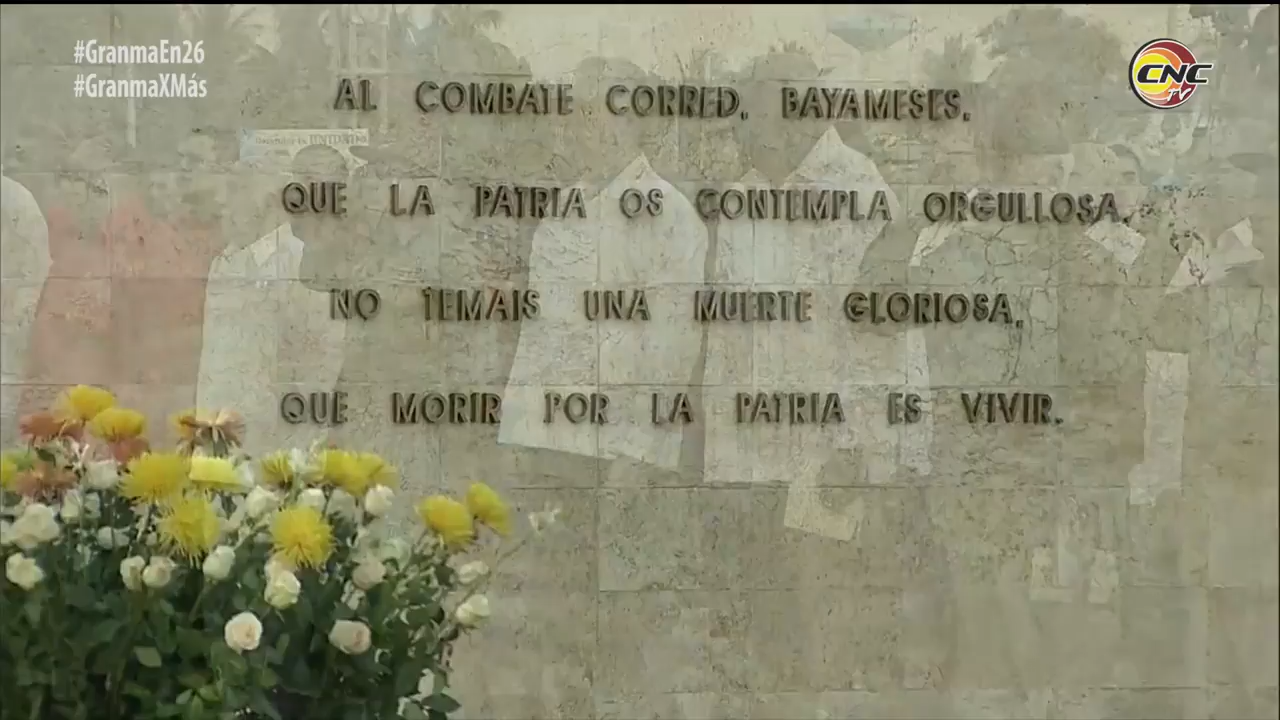 #GranmaEn26
#GranmaXMás
CNC
TV
AL COMBATE CORRED, BAYAMESES,
QUE LA PATRIA OS CONTEMPLA ORGULLOSA.
NO TEMAIS UNA MUERTE GLORIOSA,
QUE MORIR POR LA PATRIA ES VIVIR.